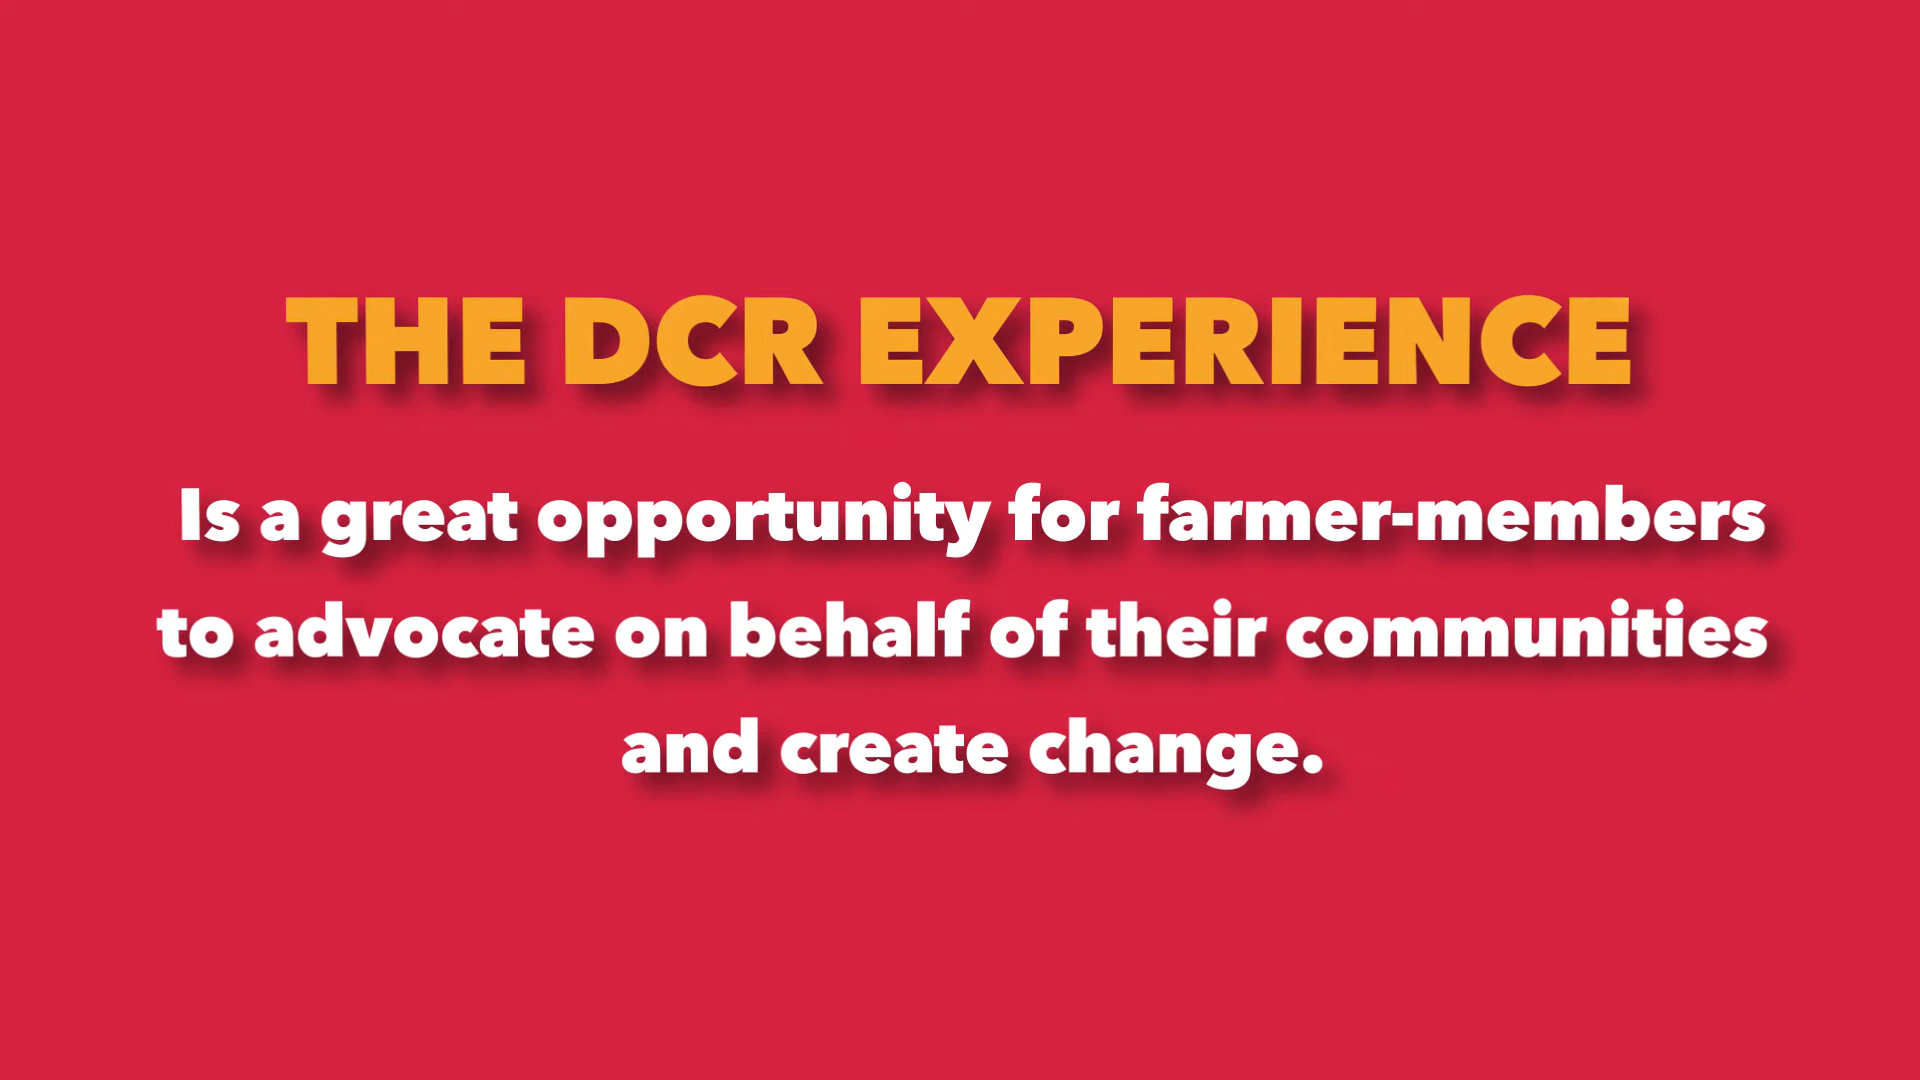 THE DCR EXPERIENCE
Is a great opportunity for farmer-members
to advocate on behalf of their communities
and create change.